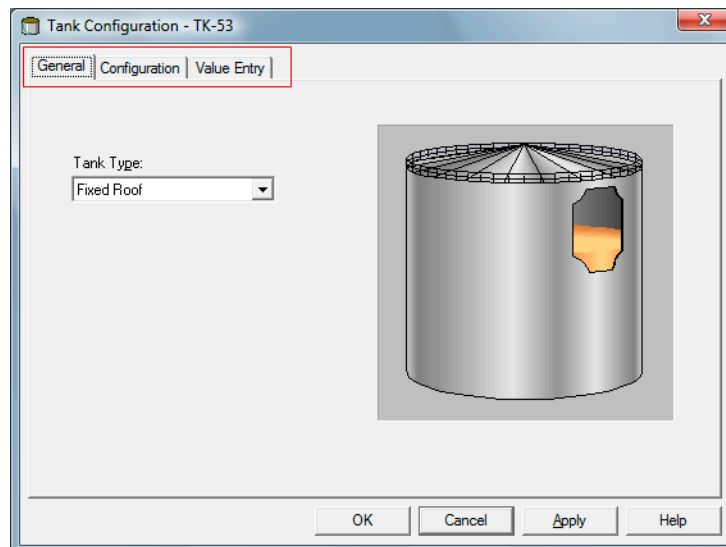 Tank Configuration - TK-53
General Configuration Value Entry
Tank Type:
Fixed Roof
OK Cancel Apply Help